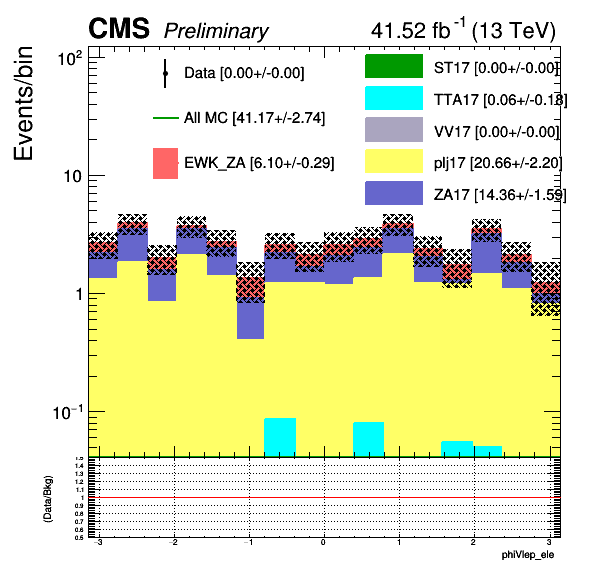 CMS Preliminary 41.52 fb⁻¹ (13 TeV)
Events/bin
10²
10
1
10⁻¹
Data [0.00+/-0.00]
All MC [41.17+/-2.74]
EWK_ZA [6.10+/-0.29]
ST17 [0.00+/-0.00]
TTA17 [0.06+/-0.18]
VV17 [0.00+/-0.00]
plj17 [20.66+/-2.20]
ZA17 [14.36+/-1.59]
(Data/Bkg)
1.5
1.4
1.3
1.2
1.1
1
0.9
0.8
0.7
0.6
0.5
−3 −2 −1 0 1 2 3
phiVlep_ele